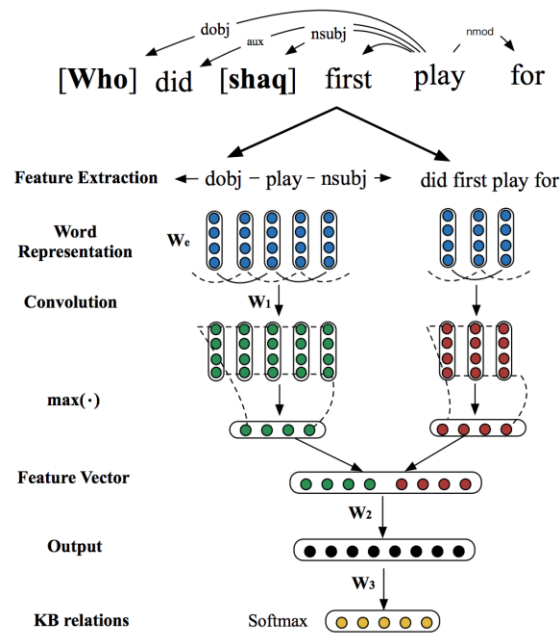 dobj aux nsubj nmod
[Who] did [shaq] first play for
Feature Extraction dobj – play – nsubj did first play for
Word
Representation We
Convolution W1
max(·)
Feature Vector
W2
Output
W3
KB relations Softmax